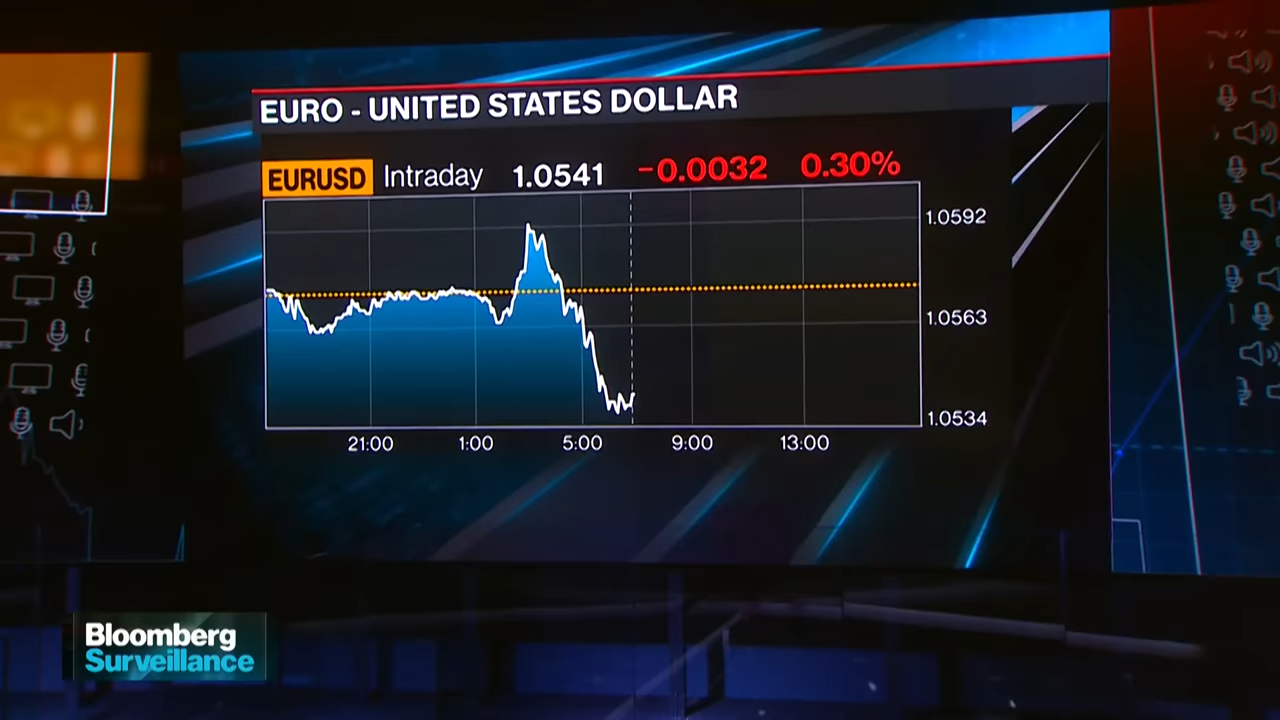 EURO - UNITED STATES DOLLAR
EURUSD Intraday 1.0541 -0.0032 0.30%
1.0592
1.0563
1.0534
21:00 1:00 5:00 9:00 13:00
Bloomberg
Surveillance